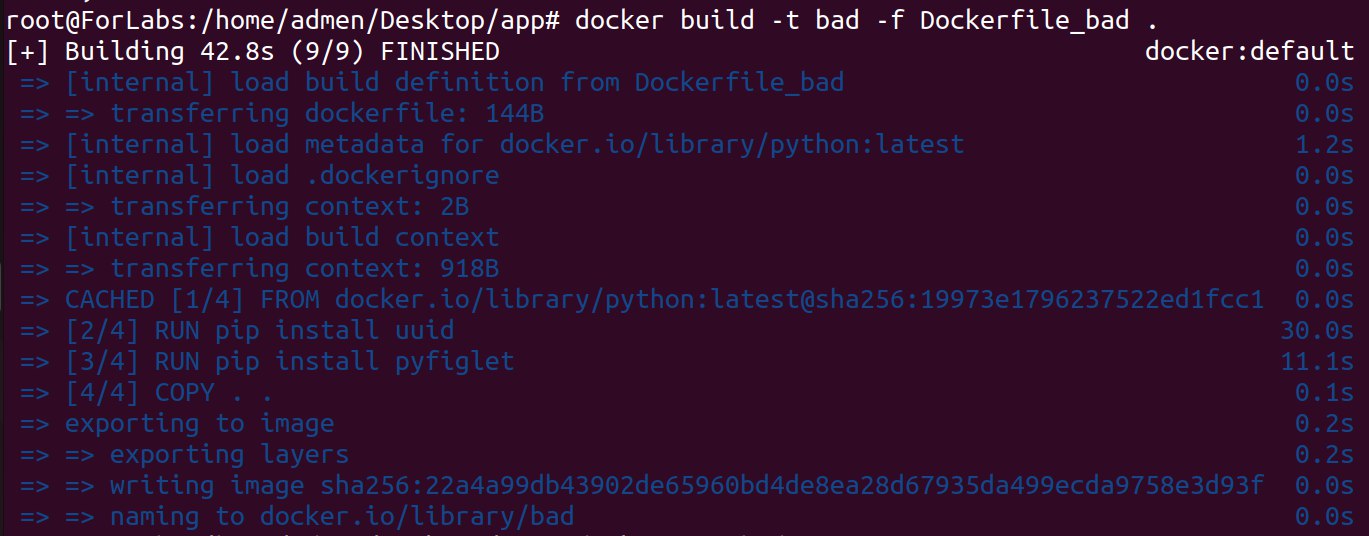 root@ForLabs:/home/admen/Desktop/app# docker build -t bad -f Dockerfile_bad .
[+] Building 42.8s (9/9) FINISHED docker:default
=> [internal] load build definition from Dockerfile_bad 0.0s
=> => transferring dockerfile: 144B 0.0s
=> [internal] load metadata for docker.io/library/python:latest 1.2s
=> [internal] load .dockerignore 0.0s
=> => transferring context: 2B 0.0s
=> [internal] load build context 0.0s
=> => transferring context: 918B 0.0s
=> CACHED [1/4] FROM docker.io/library/python:latest@sha256:19973e1796237522ed1fcc1 0.0s
=> [2/4] RUN pip install uuid 30.0s
=> [3/4] RUN pip install pyfiglet 11.1s
=> [4/4] COPY . . 0.1s
=> exporting to image 0.2s
=> => exporting layers 0.2s
=> => writing image sha256:22a4a99db43902de65960bd4de8ea28d67935da499ecda9758e3d93f 0.0s
=> => naming to docker.io/library/bad 0.0s